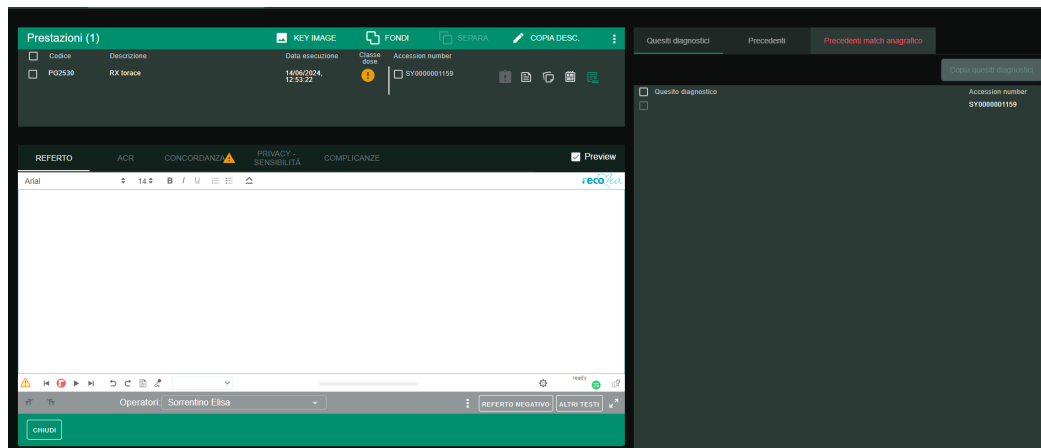 Prestazioni (1)
KEY IMAGE
FONDI
SEPARA
COPIA DESC.
Codice
Descrizione
Data esecuzione
Classe dose
Accession number
PG2530
RX torace
14/06/2024,
12:53:22
SY0000001159
REFERTO
ACR
CONCORDANZA
PRIVACY -
SENSIBILITÁ
COMPLICANZE
Preview
Arial
14
B I U
recored
ready
Operatori:
Sorrentino Elisa
REFERTO NEGATIVO
ALTRI TESTI
CHIUDI
Quesiti diagnostici
Precedenti
Precedenti match anagrafico
Copia quesiti diagnostici
Quesito diagnostico
Accession number
SY0000001159